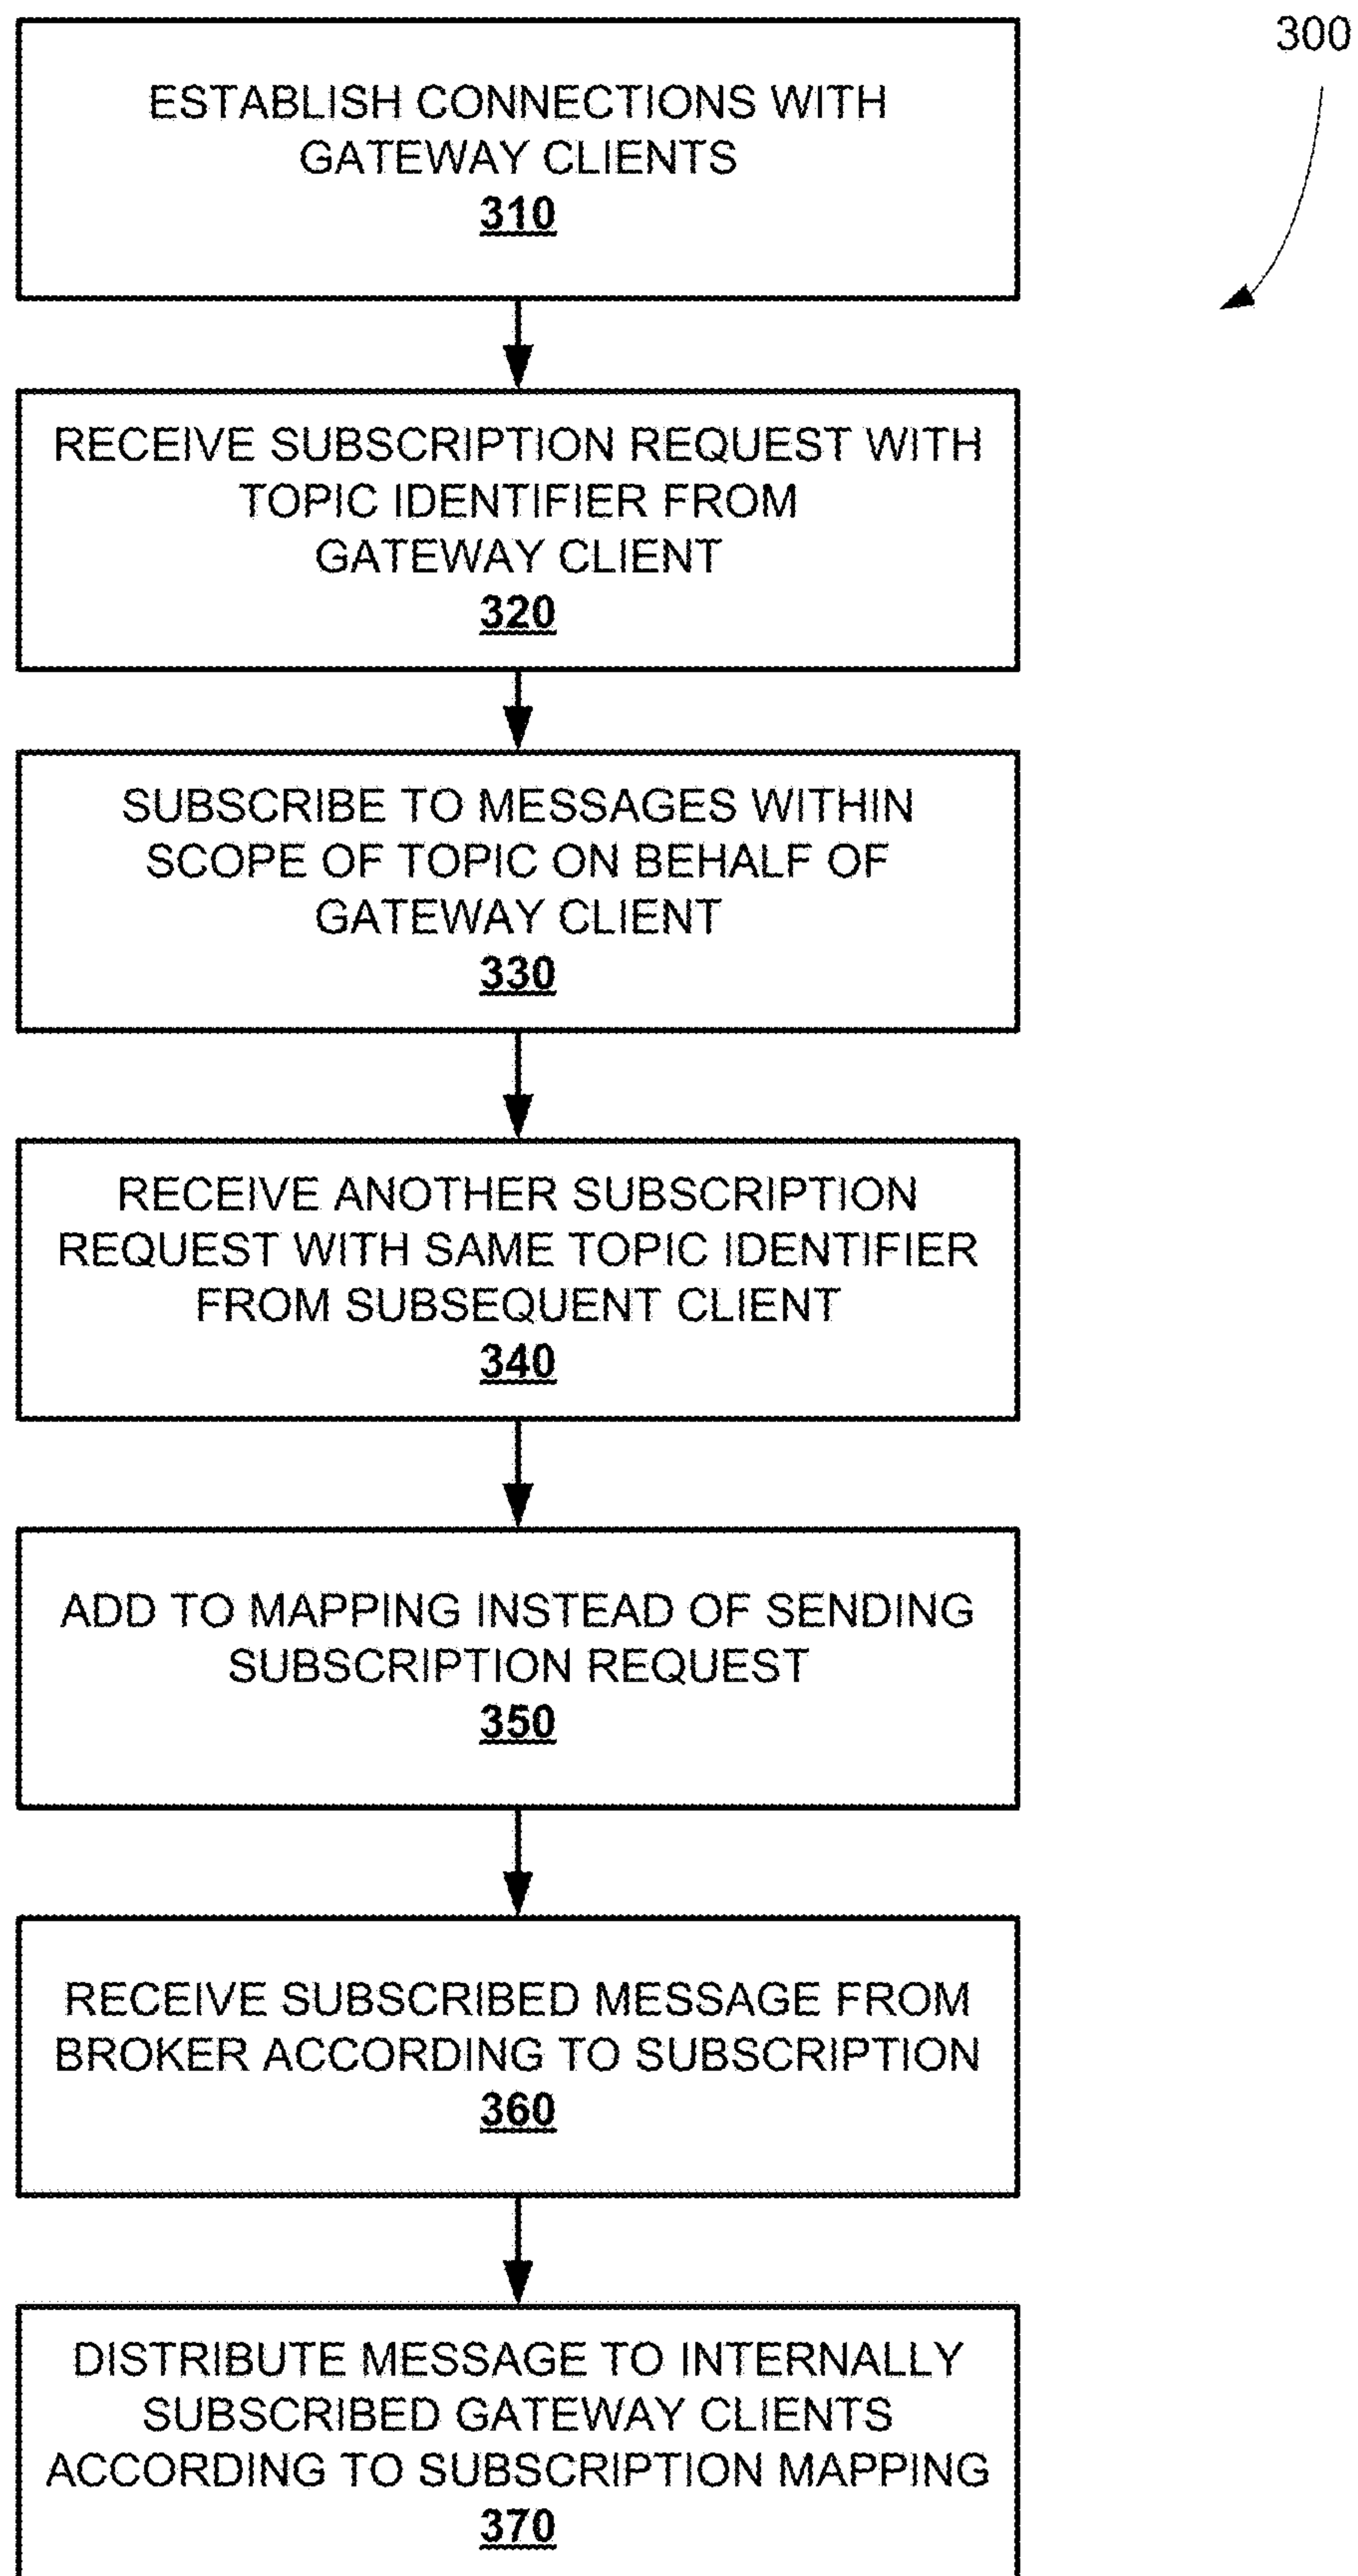 300
ESTABLISH CONNECTIONS WITH
GATEWAY CLIENTS
310
RECEIVE SUBSCRIPTION REQUEST WITH
TOPIC IDENTIFIER FROM
GATEWAY CLIENT
320
SUBSCRIBE TO MESSAGES WITHIN
SCOPE OF TOPIC ON BEHALF OF
GATEWAY CLIENT
330
RECEIVE ANOTHER SUBSCRIPTION
REQUEST WITH SAME TOPIC IDENTIFIER
FROM SUBSEQUENT CLIENT
340
ADD TO MAPPING INSTEAD OF SENDING
SUBSCRIPTION REQUEST
350
RECEIVE SUBSCRIBED MESSAGE FROM
BROKER ACCORDING TO SUBSCRIPTION
360
DISTRIBUTE MESSAGE TO INTERNALLY
SUBSCRIBED GATEWAY CLIENTS
ACCORDING TO SUBSCRIPTION MAPPING
370